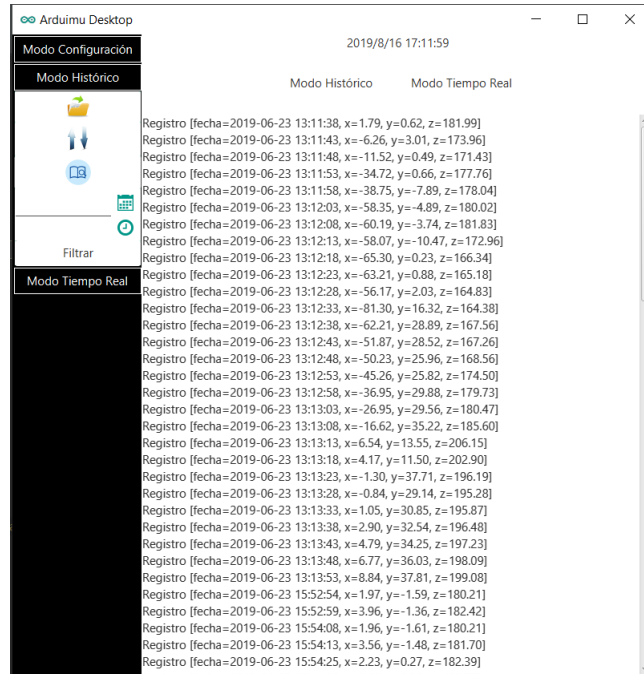 Arduimu Desktop
Modo Configuración
2019/8/16 17:11:59
Modo Histórico
Modo Histórico
Modo Tiempo Real
Filtrar
Modo Tiempo Real
Registro [fecha=2019-06-23 13:11:38, x=1.79, y=0.62, z=181.99]
Registro [fecha=2019-06-23 13:11:43, x=-6.26, y=3.01, z=173.96]
Registro [fecha=2019-06-23 13:11:48, x=-11.52, y=0.49, z=171.43]
Registro [fecha=2019-06-23 13:11:53, x=-34.72, y=0.66, z=177.76]
Registro [fecha=2019-06-23 13:11:58, x=-38.75, y=-7.89, z=178.04]
Registro [fecha=2019-06-23 13:12:03, x=-58.35, y=-4.89, z=180.02]
Registro [fecha=2019-06-23 13:12:08, x=-60.19, y=-3.74, z=181.83]
Registro [fecha=2019-06-23 13:12:13, x=-58.07, y=-10.47, z=172.96]
Registro [fecha=2019-06-23 13:12:18, x=-65.30, y=0.23, z=166.34]
Registro [fecha=2019-06-23 13:12:23, x=-63.21, y=0.88, z=165.18]
Registro [fecha=2019-06-23 13:12:28, x=-56.17, y=2.03, z=164.83]
Registro [fecha=2019-06-23 13:12:33, x=-81.30, y=16.32, z=164.38]
Registro [fecha=2019-06-23 13:12:38, x=-62.21, y=28.89, z=167.56]
Registro [fecha=2019-06-23 13:12:43, x=-51.87, y=28.52, z=167.26]
Registro [fecha=2019-06-23 13:12:48, x=-50.23, y=25.96, z=168.56]
Registro [fecha=2019-06-23 13:12:53, x=-45.26, y=25.82, z=174.50]
Registro [fecha=2019-06-23 13:12:58, x=-36.95, y=29.88, z=179.73]
Registro [fecha=2019-06-23 13:13:03, x=-26.95, y=29.56, z=180.47]
Registro [fecha=2019-06-23 13:13:08, x=-16.62, y=35.22, z=185.60]
Registro [fecha=2019-06-23 13:13:13, x=6.54, y=13.55, z=206.15]
Registro [fecha=2019-06-23 13:13:18, x=4.17, y=11.50, z=202.90]
Registro [fecha=2019-06-23 13:13:23, x=-1.30, y=37.71, z=196.19]
Registro [fecha=2019-06-23 13:13:28, x=-0.84, y=29.14, z=195.28]
Registro [fecha=2019-06-23 13:13:33, x=1.05, y=30.85, z=195.87]
Registro [fecha=2019-06-23 13:13:38, x=2.90, y=32.54, z=196.48]
Registro [fecha=2019-06-23 13:13:43, x=4.79, y=34.25, z=197.23]
Registro [fecha=2019-06-23 13:13:48, x=6.77, y=36.03, z=198.09]
Registro [fecha=2019-06-23 13:13:53, x=8.84, y=37.81, z=199.08]
Registro [fecha=2019-06-23 15:52:54, x=1.97, y=-1.59, z=180.21]
Registro [fecha=2019-06-23 15:52:59, x=3.96, y=-1.36, z=182.42]
Registro [fecha=2019-06-23 15:54:08, x=1.96, y=-1.61, z=180.21]
Registro [fecha=2019-06-23 15:54:13, x=3.56, y=-1.48, z=181.70]
Registro [fecha=2019-06-23 15:54:25, x=2.23, y=0.27, z=182.39]